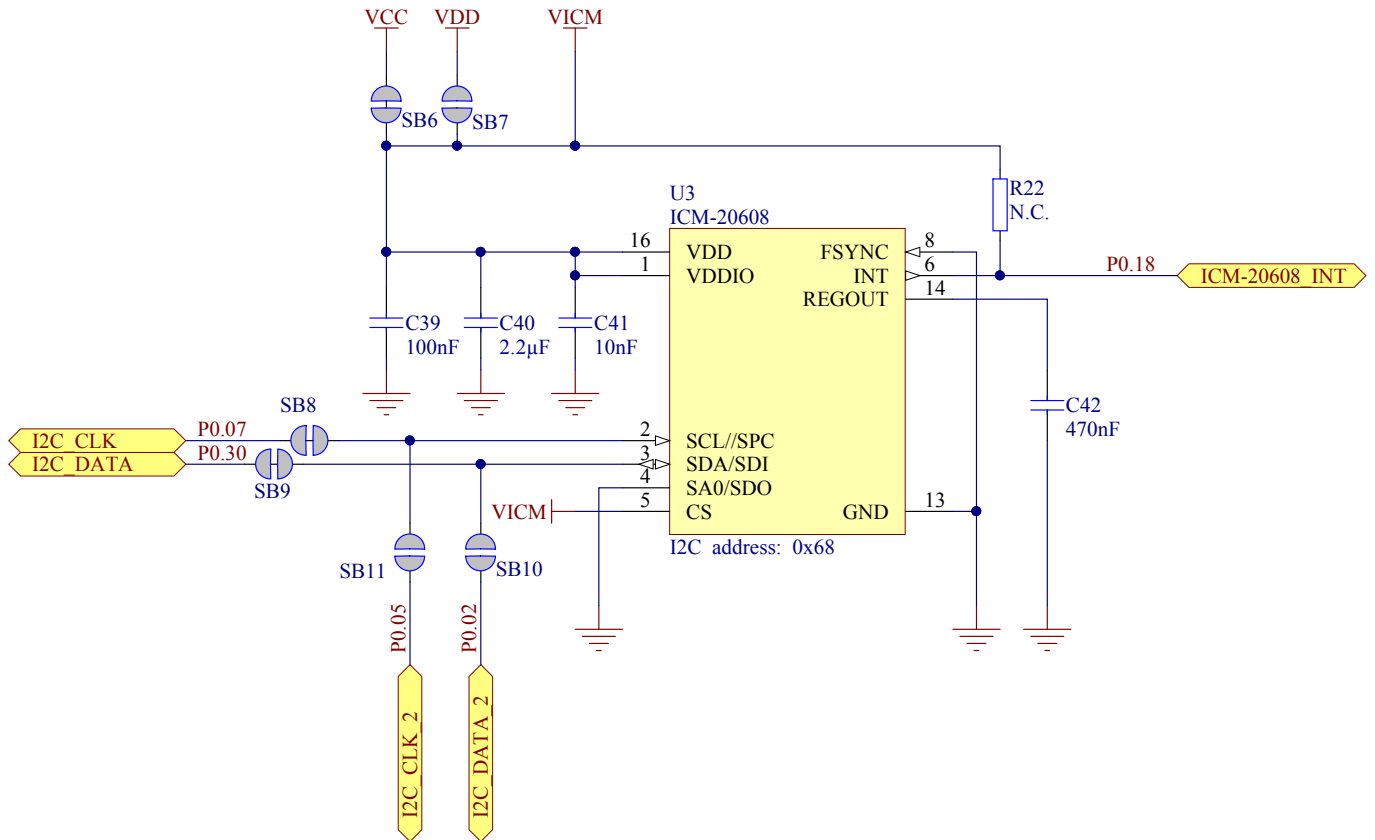 VCC VDD VICM
SB6 SB7
U3
ICM-20608
R22
N.C.
16 VDD FSYNC 8
1 VDDIO INT 6 P0.18 ICM-20608_INT
REGOUT 14
C39
100nF
C40
2.2µF
C41
10nF
C42
470nF
SB8
I2C_CLK P0.07 2 SCL//SPC
I2C_DATA P0.30 3 SDA/SDI
SB9
4 SA0/SDO
VICM 5 CS GND 13
I2C address: 0x68
SB11 SB10
P0.05 P0.02
I2C_CLK_2 I2C_DATA_2